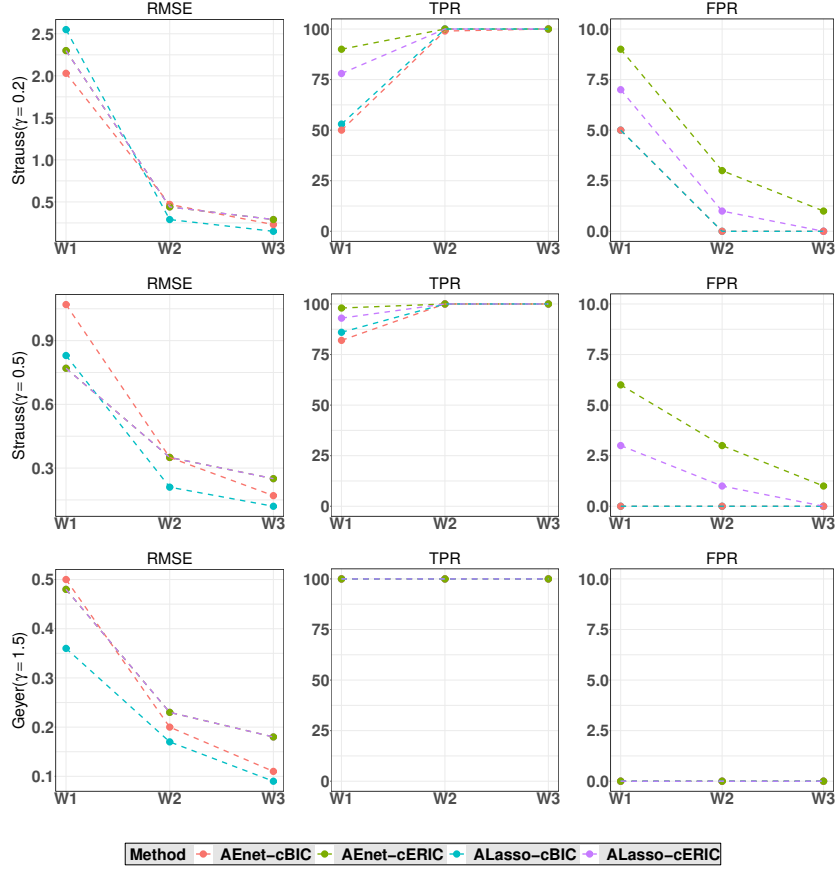 RMSE TPR FPR
Strauss(γ = 0.2)
2.5
2.0
1.5
1.0
0.5
W1 W2 W3
100
75
50
25
0
W1 W2 W3
10.0
7.5
5.0
2.5
0.0
W1 W2 W3
RMSE TPR FPR
Strauss(γ = 0.5)
0.9
0.6
0.3
W1 W2 W3
100
75
50
25
0
W1 W2 W3
10.0
7.5
5.0
2.5
0.0
W1 W2 W3
RMSE TPR FPR
Geyer(γ = 1.5)
0.5
0.4
0.3
0.2
0.1
W1 W2 W3
100
75
50
25
0
W1 W2 W3
10.0
7.5
5.0
2.5
0.0
W1 W2 W3
Method AEnet−cBIC AEnet−cERIC ALasso−cBIC ALasso−cERIC